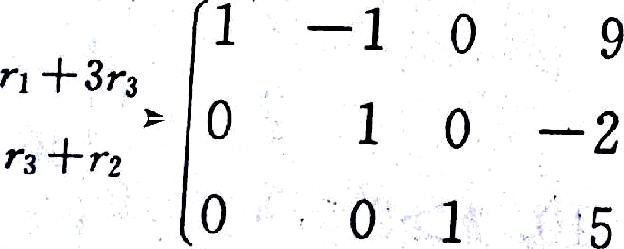 r₁+3r₃
r₃+r₂
> ( 1 −1 0 9
0 1 0 −2
0 0 1 5